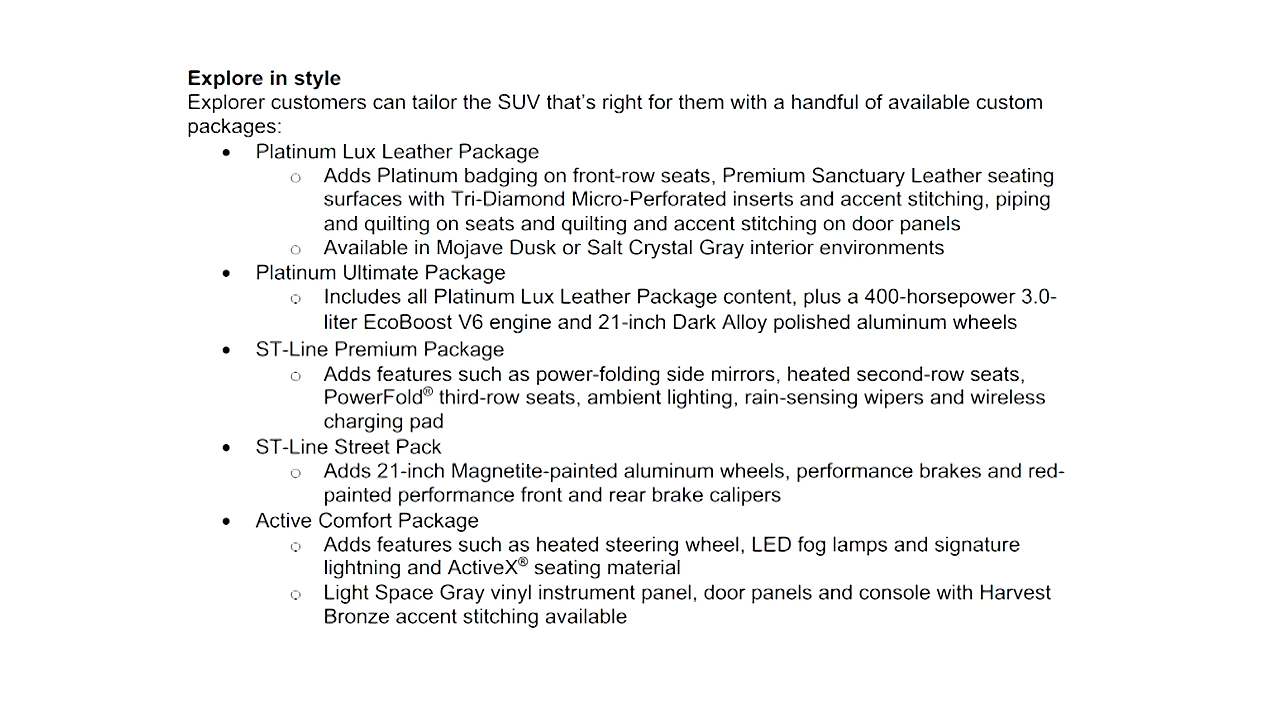 Explore in style
Explorer customers can tailor the SUV that's right for them with a handful of available custom
packages:
• Platinum Lux Leather Package
○ Adds Platinum badging on front-row seats, Premium Sanctuary Leather seating
surfaces with Tri-Diamond Micro-Perforated inserts and accent stitching, piping
and quilting on seats and quilting and accent stitching on door panels
○ Available in Mojave Dusk or Salt Crystal Gray interior environments
• Platinum Ultimate Package
○ Includes all Platinum Lux Leather Package content, plus a 400-horsepower 3.0-
liter EcoBoost V6 engine and 21-inch Dark Alloy polished aluminum wheels
• ST-Line Premium Package
○ Adds features such as power-folding side mirrors, heated second-row seats,
PowerFold® third-row seats, ambient lighting, rain-sensing wipers and wireless
charging pad
• ST-Line Street Pack
○ Adds 21-inch Magnetite-painted aluminum wheels, performance brakes and red-
painted performance front and rear brake calipers
• Active Comfort Package
○ Adds features such as heated steering wheel, LED fog lamps and signature
lightning and ActiveX® seating material
○ Light Space Gray vinyl instrument panel, door panels and console with Harvest
Bronze accent stitching available